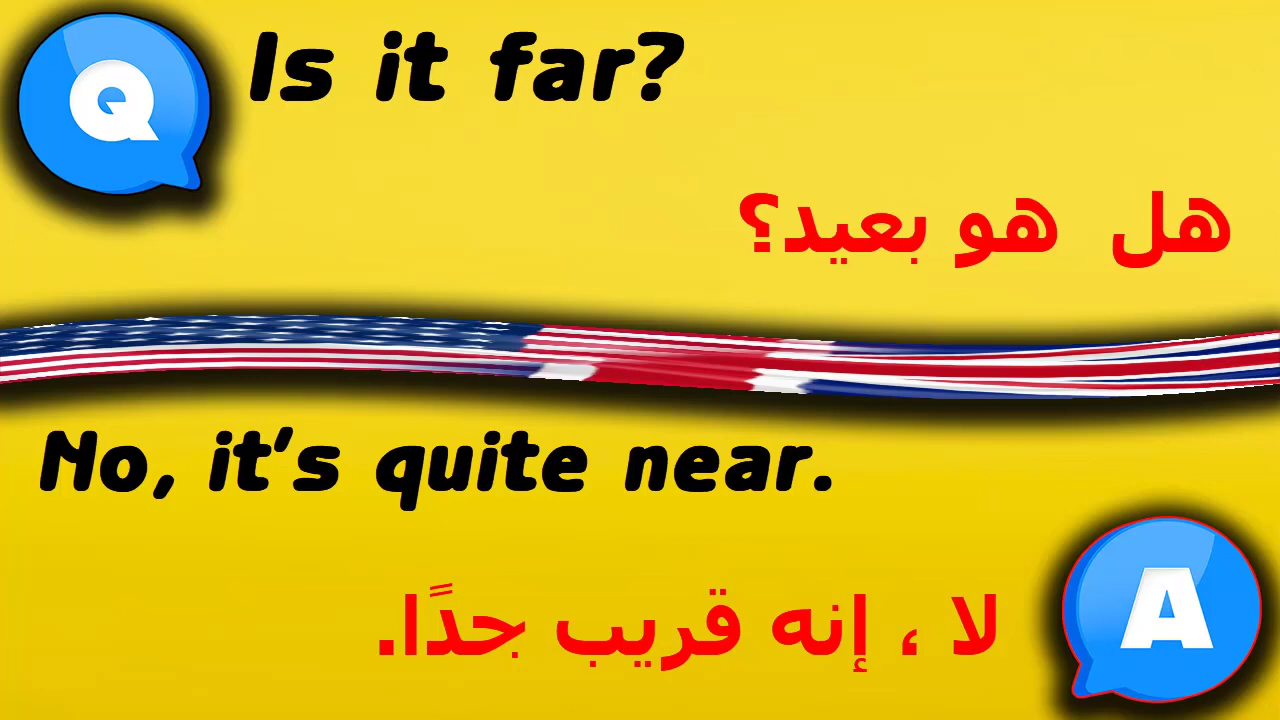 Q
Is it far?
هل هو بعيد؟
No, it's quite near.
لا ، إنه قريب جدًا.
A